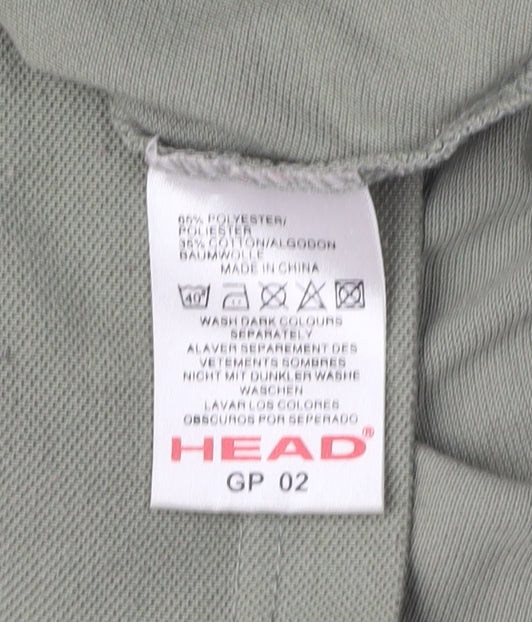 65% POLYESTER/
POLIESTER
35% COTTON/ALGODON
BAUMWOLLE
MADE IN CHINA
40°
WASH DARK COLOURS
SEPARATELY
ALAVER SEPAREMENT DES
VETEMENTS SOMBRES
NICHT MIT DUNKLER WASHE
WASCHEN
LAVAR LOS COLORES
OBSCUROS POR SEPERADO
HEAD®
GP 02